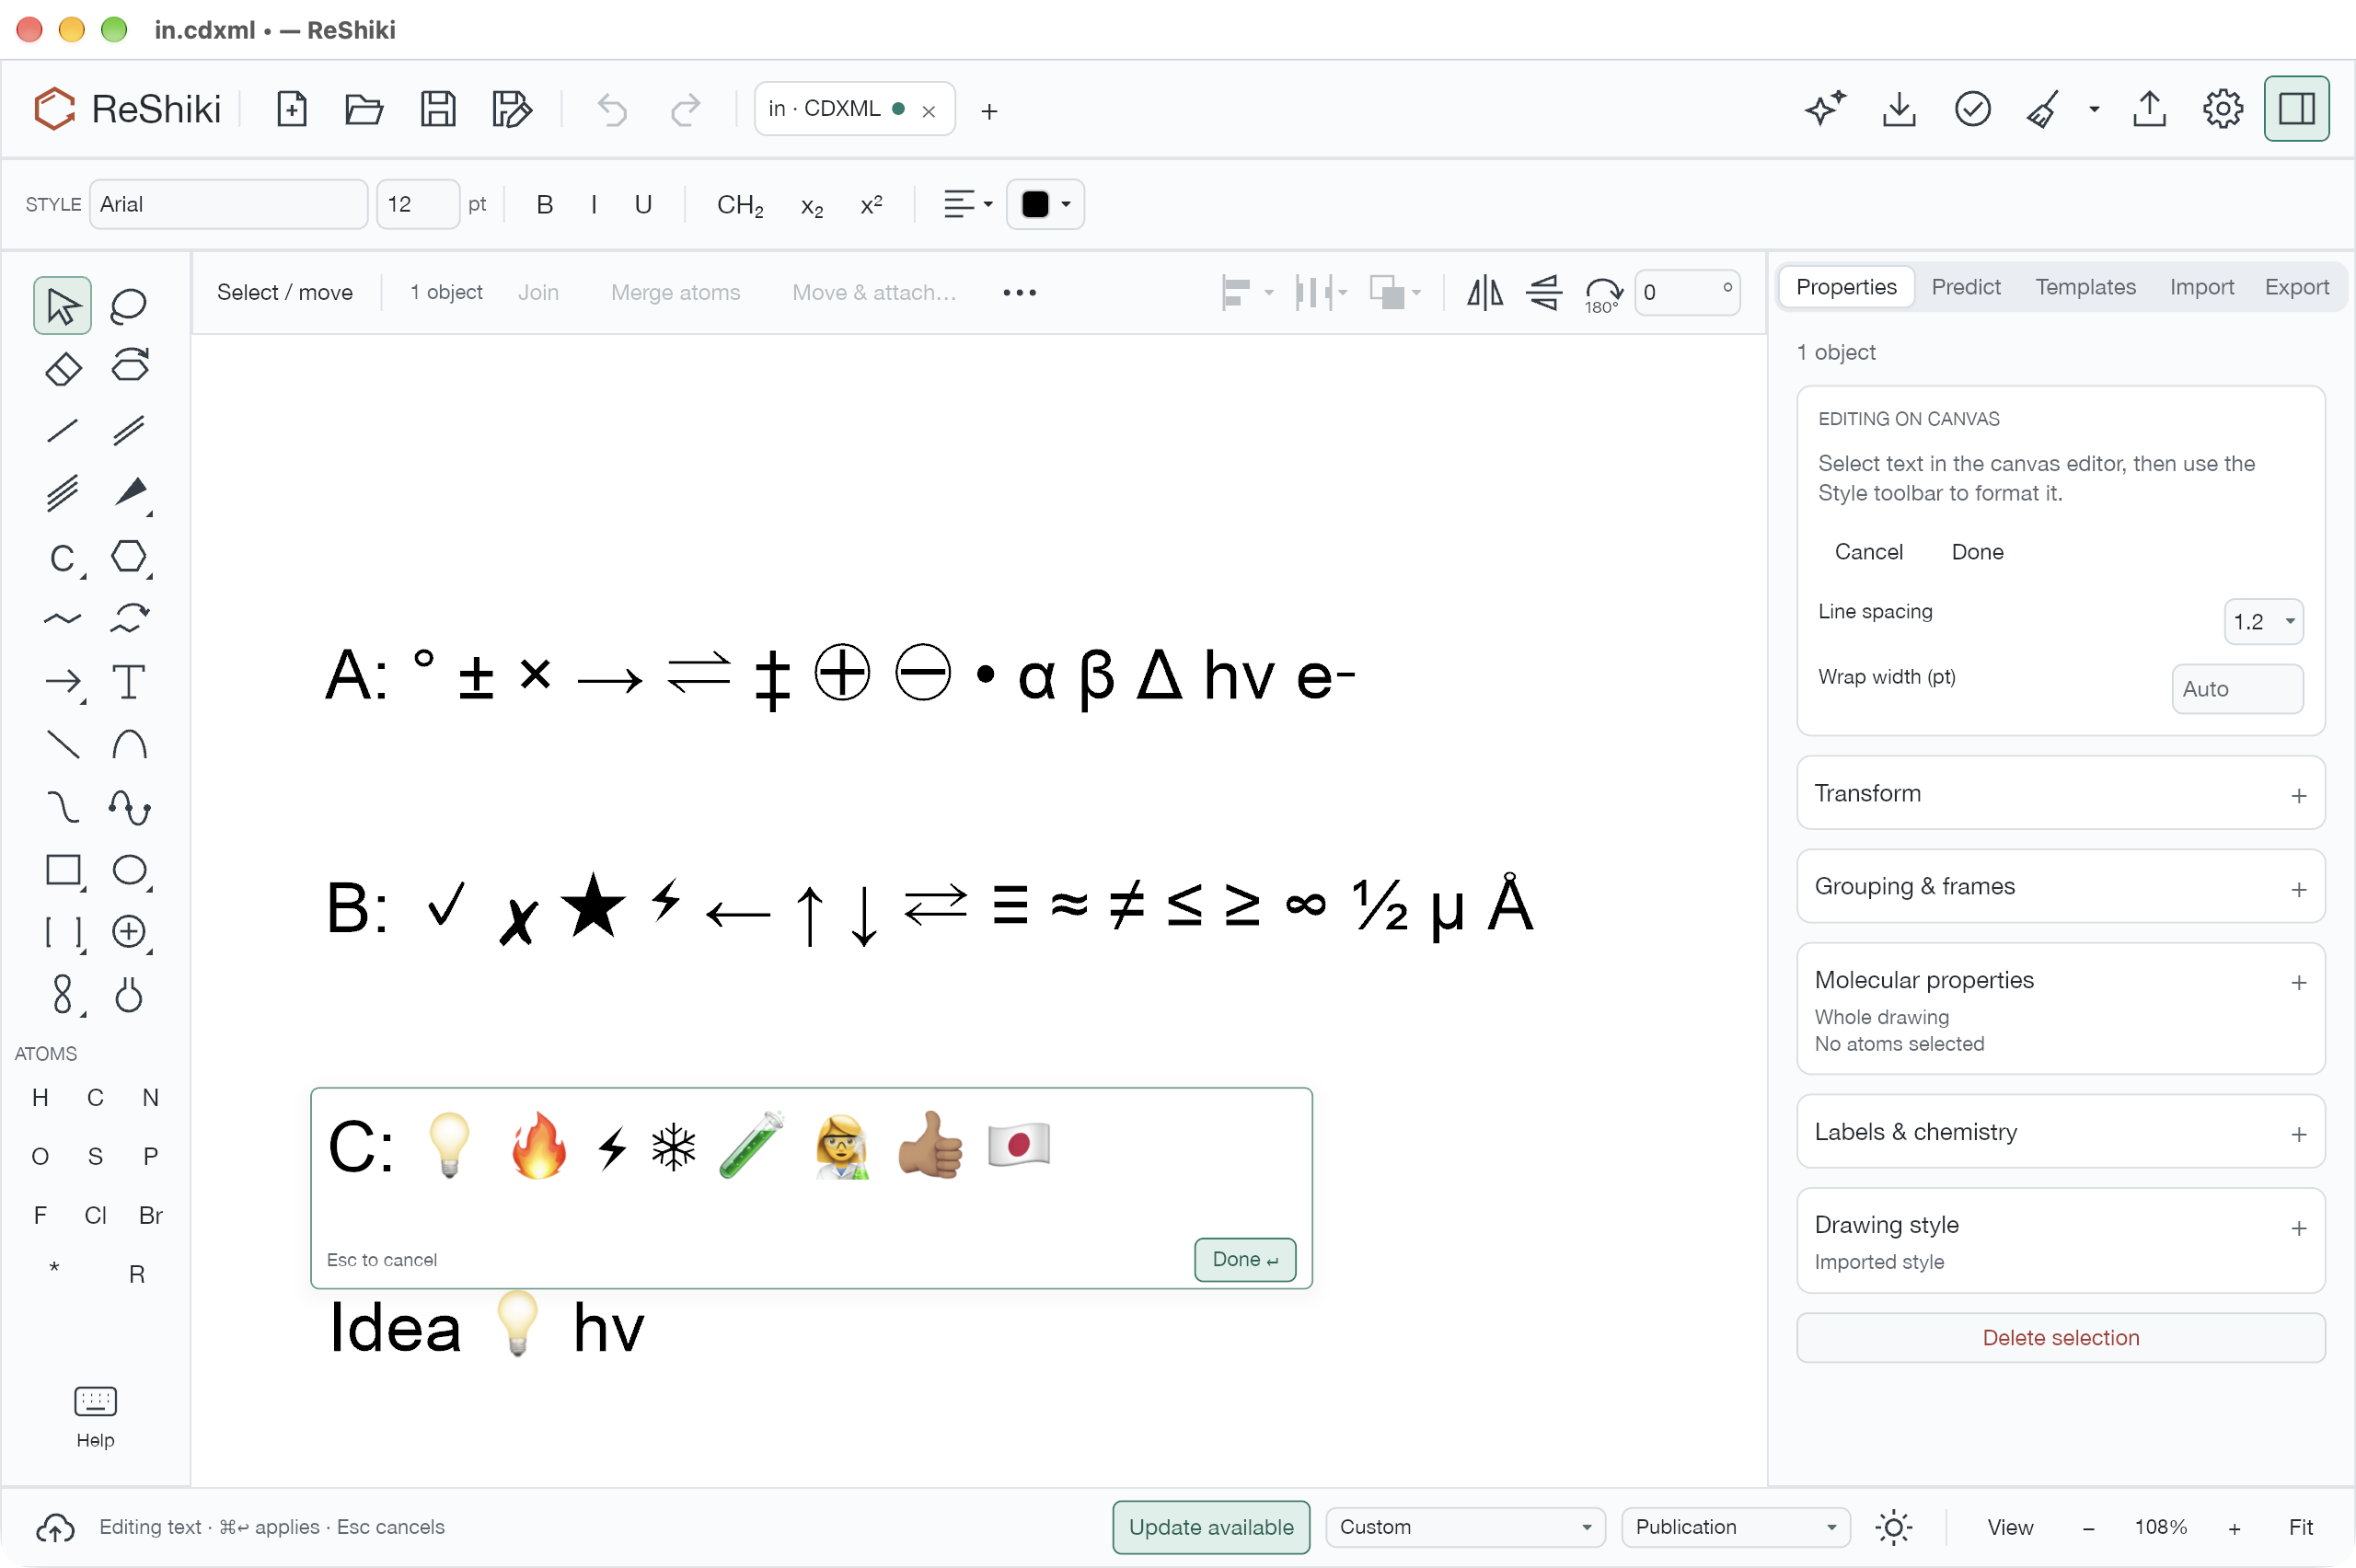 in.cdxml • — ReShiki
ReShiki
in · CDXML ● × +
STYLE Arial 12 pt B I U CH₂ x₂ x²
Select / move 1 object Join Merge atoms Move & attach… •••
180° 0 °
Properties Predict Templates Import Export
1 object
EDITING ON CANVAS
Select text in the canvas editor, then use the
Style toolbar to format it.
Cancel Done
Line spacing 1.2
Wrap width (pt) Auto
Transform +
Grouping & frames +
Molecular properties +
Whole drawing
No atoms selected
Labels & chemistry +
Drawing style +
Imported style
Delete selection
C
T
[ ]
ATOMS
H C N
O S P
F Cl Br
* R
Help
A: ° ± × → ⇌ ‡ ⊕ ⊖ • α β Δ hν e⁻
B: ✓ ✗ ★ ⚡ ← ↑ ↓ ⇄ ≡ ≈ ≠ ≤ ≥ ∞ ½ µ Å
C: 💡 🔥 ⚡ ❄ 🧪 👩‍🔬 👍🏽 🇯🇵
Esc to cancel Done ↵
Idea 💡 hν
Editing text · ⌘↩ applies · Esc cancels
Update available Custom Publication View − 108% + Fit